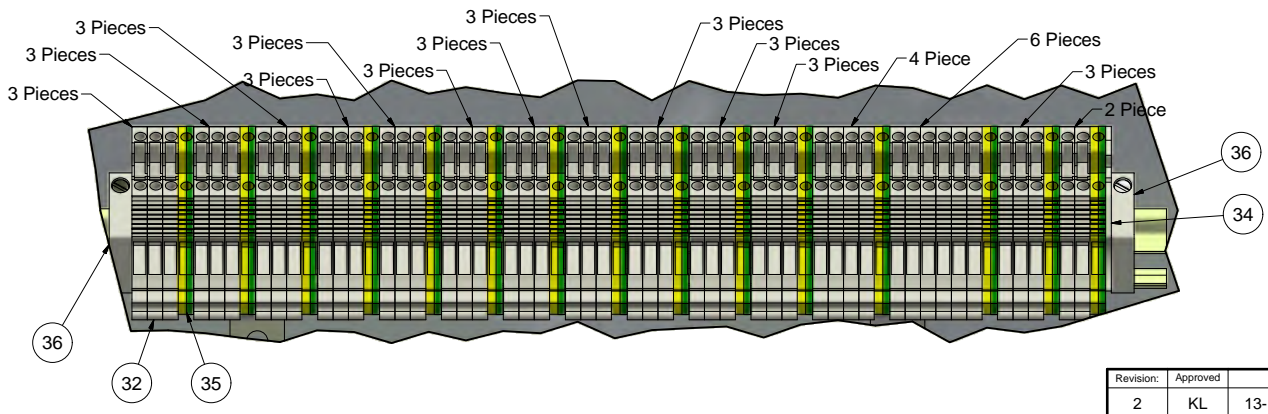 3 Pieces
3 Pieces
3 Pieces
3 Pieces
3 Pieces
3 Pieces
3 Pieces
3 Pieces
3 Pieces
3 Pieces
3 Pieces
4 Piece
6 Pieces
3 Pieces
2 Piece
36
34
36
32
35
Revision: Approved
2 KL 13-